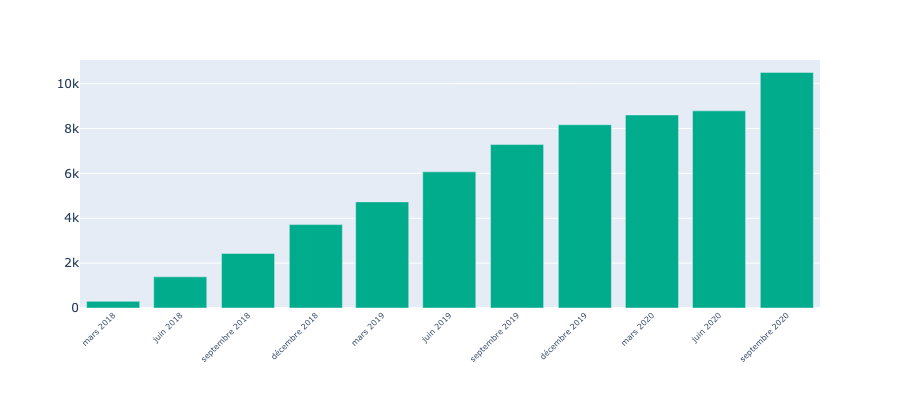 10k
8k
6k
4k
2k
0
mars 2018
juin 2018
septembre 2018
décembre 2018
mars 2019
juin 2019
septembre 2019
décembre 2019
mars 2020
juin 2020
septembre 2020